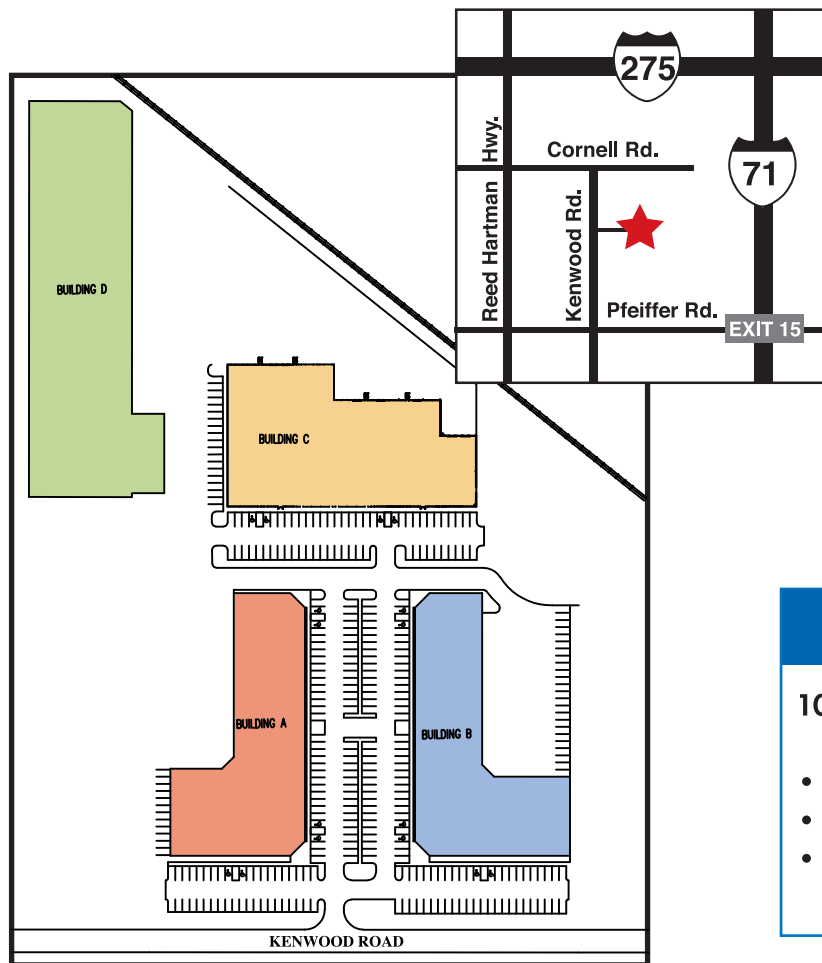 275
Cornell Rd.
71
Reed Hartman Hwy.
Kenwood Rd.
Pfeiffer Rd.
EXIT 15
BUILDING D
BUILDING C
BUILDING A
BUILDING B
10
KENWOOD ROAD